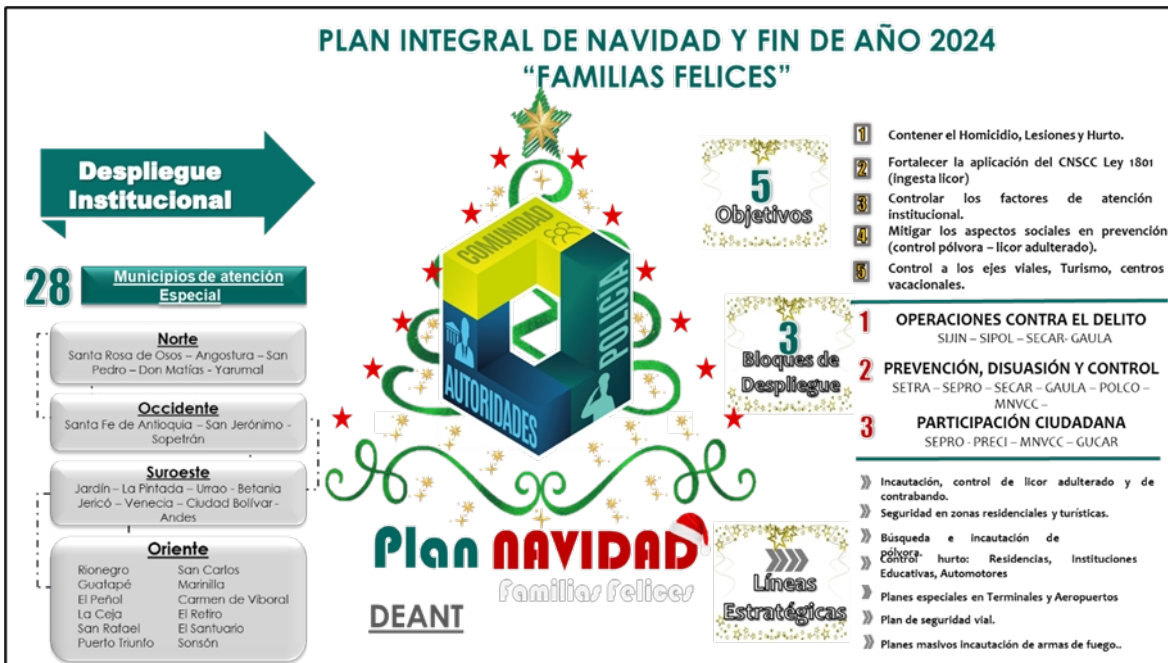 PLAN INTEGRAL DE NAVIDAD Y FIN DE AÑO 2024
“FAMILIAS FELICES”
Despliegue
Institucional
28
Municipios de atención
Especial
Norte
Santa Rosa de Osos – Angostura – San
Pedro – Don Matías - Yarumal
Occidente
Santa Fe de Antioquia – San Jerónimo -
Sopetrán
Suroeste
Jardín – La Pintada – Urrao - Betania
Jericó – Venecia – Ciudad Bolívar -
Andes
Oriente
Rionegro San Carlos
Guatapé Marinilla
El Peñol Carmen de Viboral
La Ceja El Retiro
San Rafael El Santuario
Puerto Triunfo Sonsón
COMUNIDAD
POLICÍA
AUTORIDADES
Plan NAVIDAD
Familias Felices
DEANT
5
Objetivos
1 Contener el Homicidio, Lesiones y Hurto.
2 Fortalecer la aplicación del CNSCC Ley 1801
(ingesta licor)
3 Controlar los factores de atención
institucional.
4 Mitigar los aspectos sociales en prevención
(control pólvora – licor adulterado).
5 Control a los ejes viales, Turismo, centros
vacacionales.
3
Bloques de
Despliegue
1 OPERACIONES CONTRA EL DELITO
SIJIN – SIPOL – SECAR- GAULA
2 PREVENCIÓN, DISUASIÓN Y CONTROL
SETRA – SEPRO – SECAR – GAULA – POLCO –
MNVCC –
3 PARTICIPACIÓN CIUDADANA
SEPRO - PRECI – MNVCC – GUCAR
Líneas
Estratégicas
Incautación, control de licor adulterado y de
contrabando.
Seguridad en zonas residenciales y turísticas.
Búsqueda e incautación de
pólvora.
Control hurto: Residencias, Instituciones
Educativas, Automotores
Planes especiales en Terminales y Aeropuertos
Plan de seguridad vial.
Planes masivos incautación de armas de fuego..